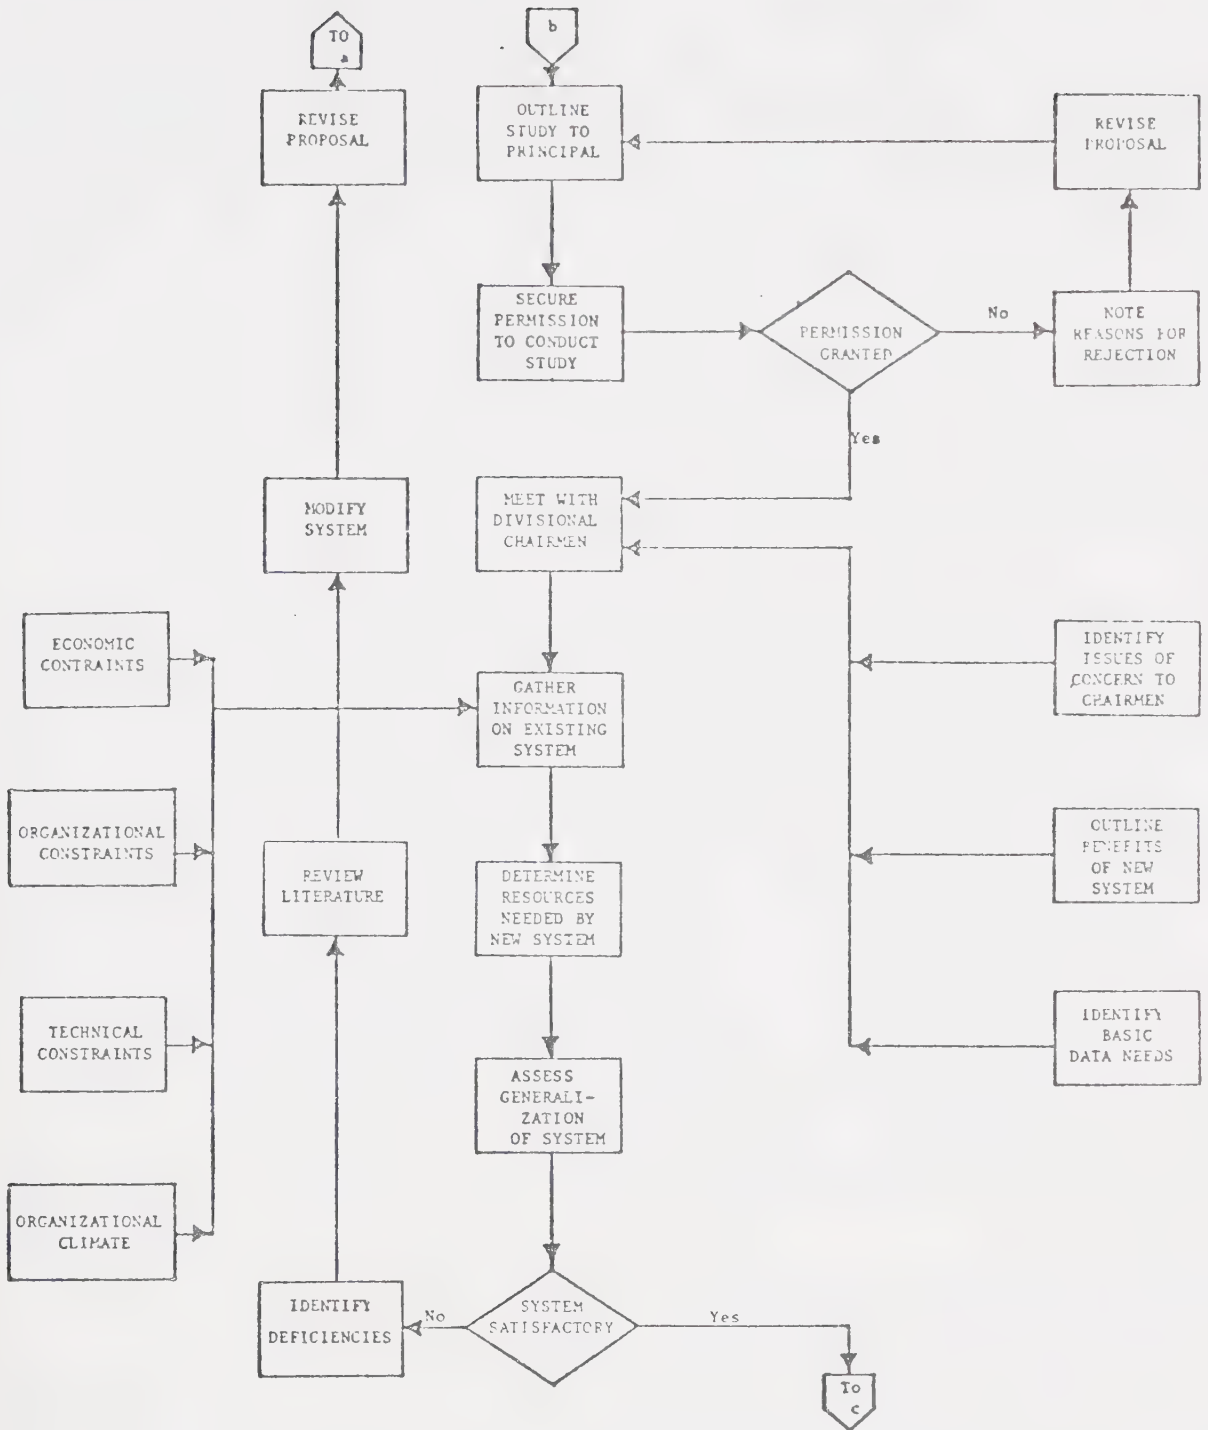 TO
a
b
REVISE
PROPOSAL
OUTLINE
STUDY TO
PRINCIPAL
REVISE
PROPOSAL
SECURE
PERMISSION
TO CONDUCT
STUDY
PERMISSION
GRANTED
No
NOTE
REASONS FOR
REJECTION
Yes
MODIFY
SYSTEM
MEET WITH
DIVISIONAL
CHAIRMEN
ECONOMIC
CONTRAINTS
GATHER
INFORMATION
ON EXISTING
SYSTEM
IDENTIFY
ISSUES OF
CONCERN TO
CHAIRMEN
ORGANIZATIONAL
CONSTRAINTS
REVIEW
LITERATURE
DETERMINE
RESOURCES
NEEDED BY
NEW SYSTEM
OUTLINE
BENEFITS
OF NEW
SYSTEM
TECHNICAL
CONSTRAINTS
ASSESS
GENERALI-
ZATION
OF SYSTEM
IDENTIFY
BASIC
DATA NEEDS
ORGANIZATIONAL
CLIMATE
IDENTIFY
DEFICIENCIES
No
SYSTEM
SATISFACTORY
Yes
To
c